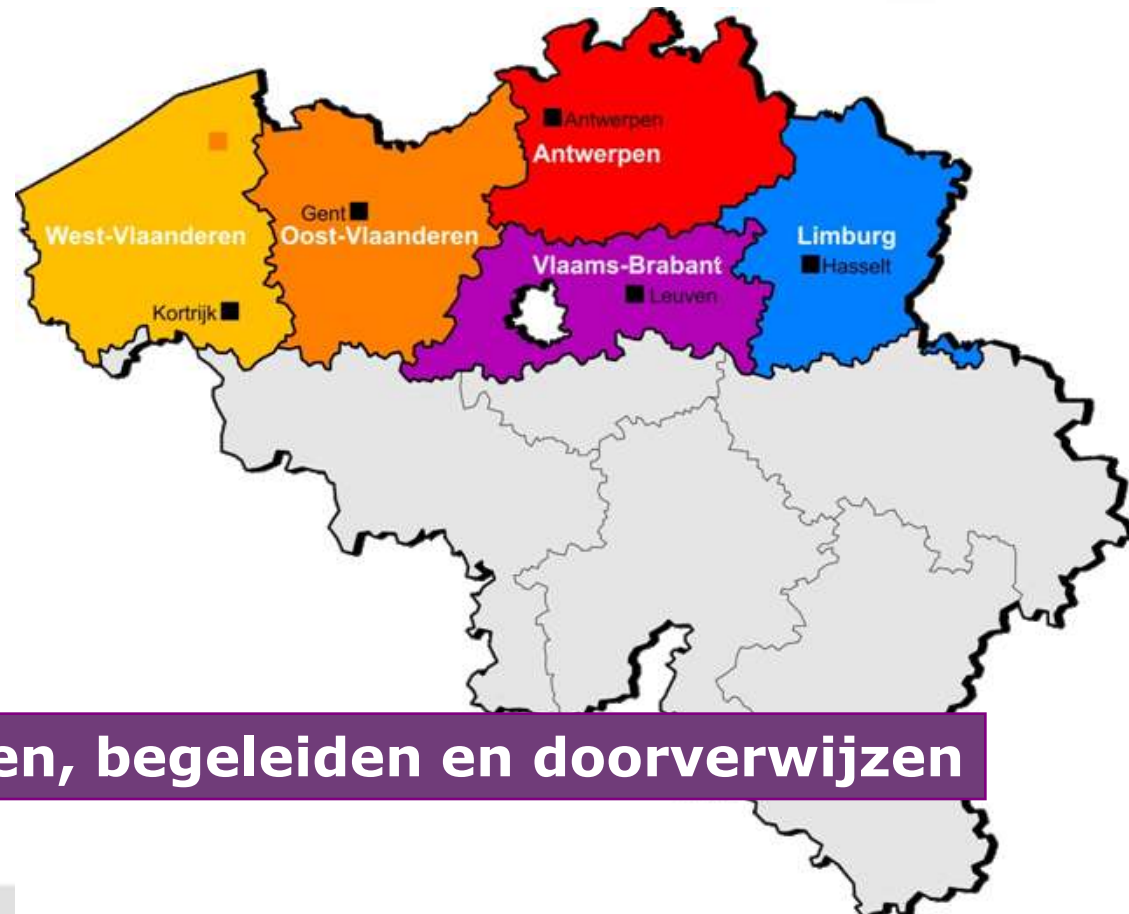 Antwerpen
Antwerpen
Gent
West-Vlaanderen
Oost-Vlaanderen
Limburg
Vlaams-Brabant
Hasselt
Leuven
Kortrijk
en, begeleiden en doorverwijzen